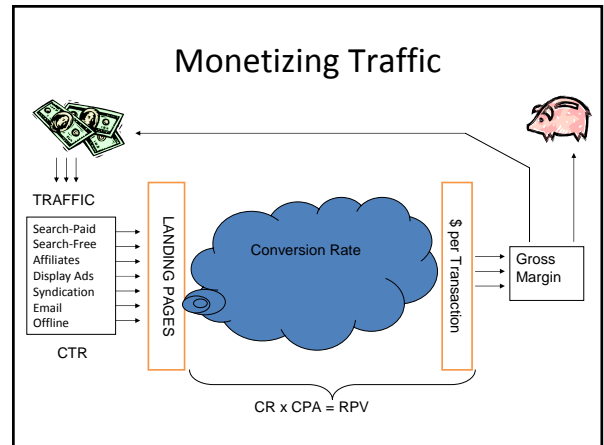 Monetizing Traffic
TRAFFIC
Search-Paid
Search-Free
Affiliates
Display Ads
Syndication
Email
Offline
CTR
LANDING PAGES
Conversion Rate
$ per Transaction
Gross
Margin
CR x CPA = RPV